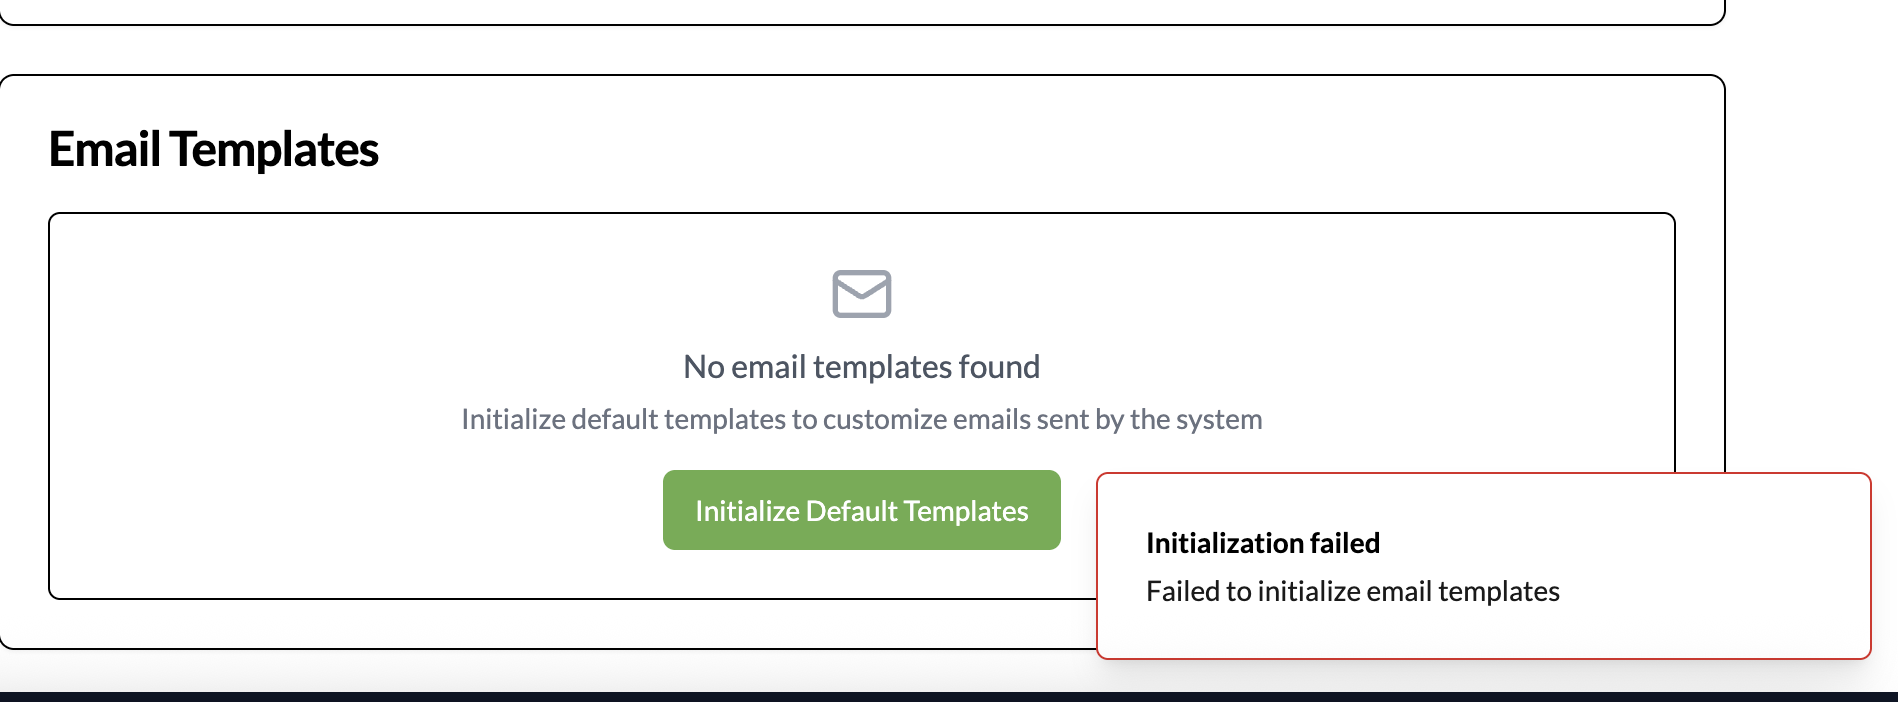 Email Templates
No email templates found
Initialize default templates to customize emails sent by the system
Initialize Default Templates
Initialization failed
Failed to initialize email templates